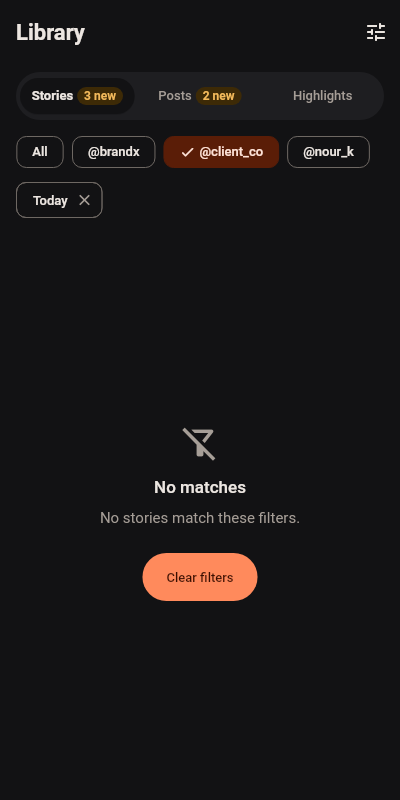 Library
Stories 3 new Posts 2 new Highlights
All @brandx @client_co @nour_k
Today
No matches
No stories match these filters.
Clear filters